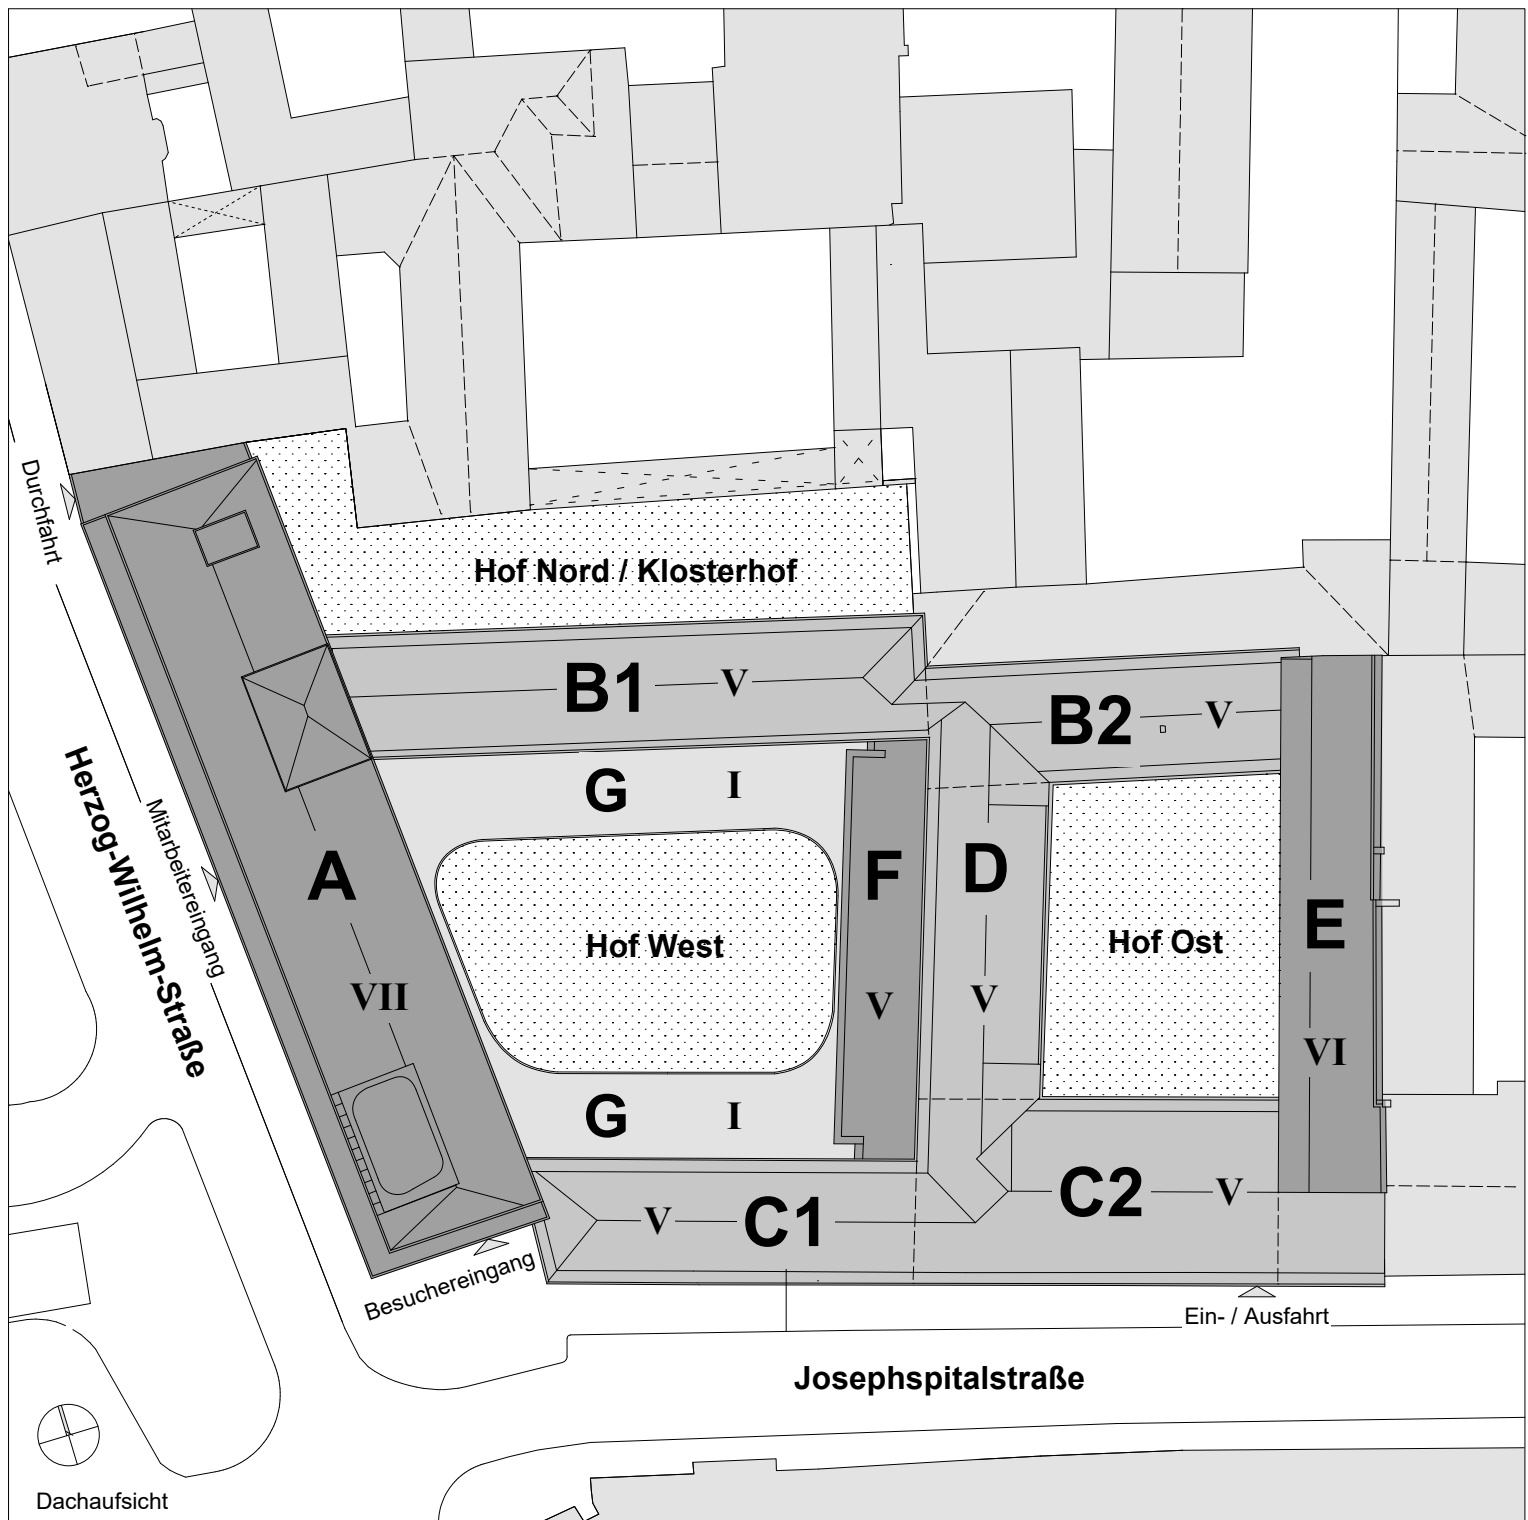 Durchfahrt
Hof Nord / Klosterhof
B1
V
B2
V
Herzog-Wilhelm-Straße
Mitarbeitereingang
G
I
A
VII
F
V
D
V
Hof West
Hof Ost
E
VI
G
I
V
C1
C2
V
Besuchereingang
Ein- / Ausfahrt
Josephspitalstraße
Dachaufsicht